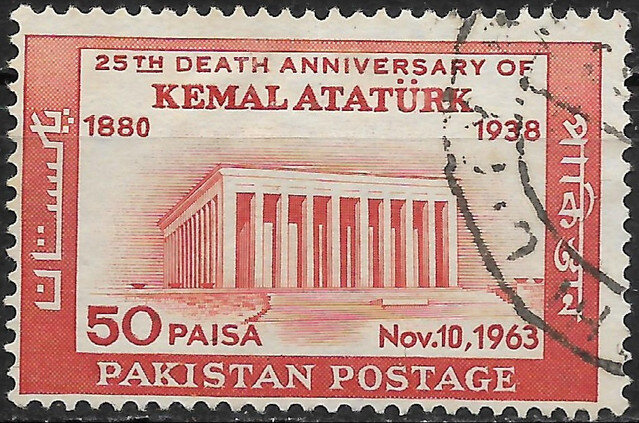 25TH DEATH ANNIVERSARY OF
KEMAL ATATÜRK
1880 1938
پاکستان
পাকিস্তান
50 PAISA Nov.10,1963
PAKISTAN POSTAGE